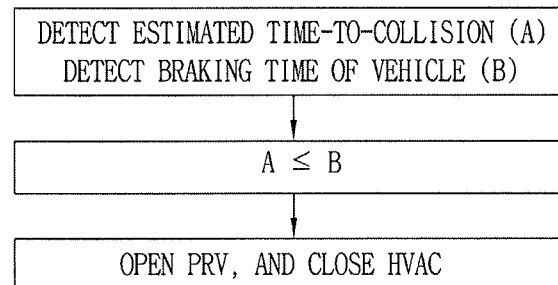 DETECT ESTIMATED TIME-TO-COLLISION (A)
DETECT BRAKING TIME OF VEHICLE (B)
A ≤ B
OPEN PRV, AND CLOSE HVAC